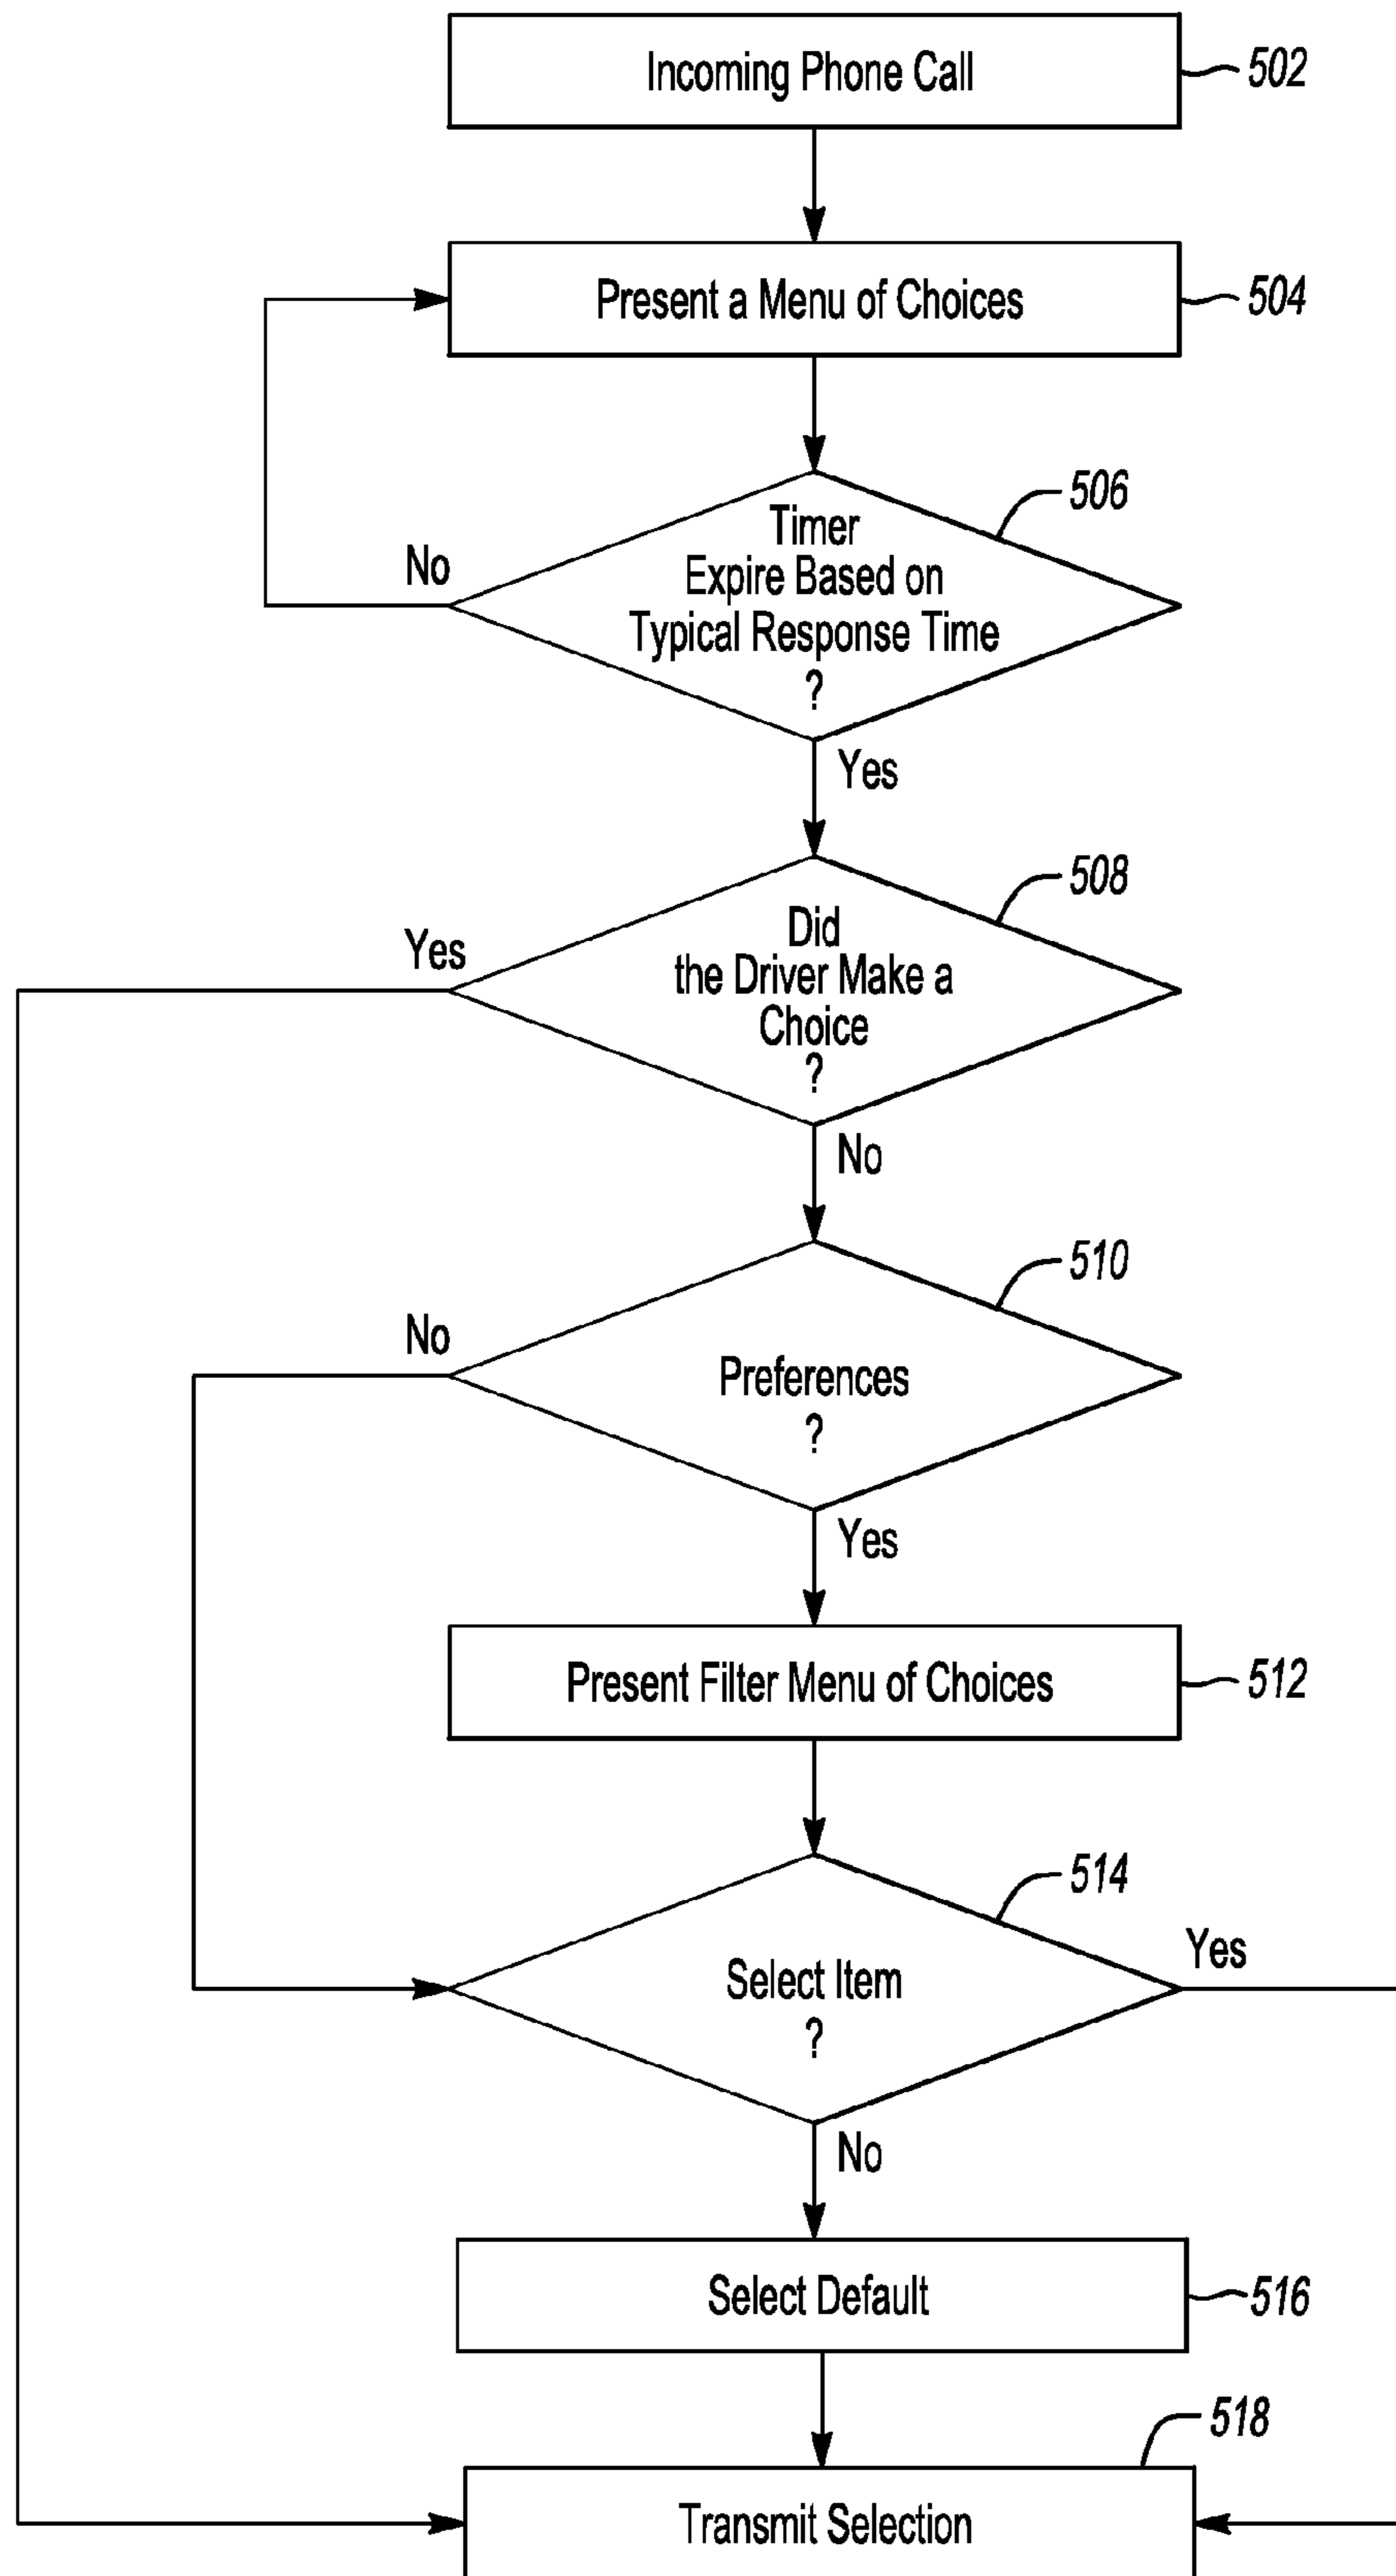 Incoming Phone Call
502
Present a Menu of Choices
504
506
Timer
Expire Based on
Typical Response Time
?
No
Yes
508
Did
the Driver Make a
Choice
?
Yes
No
510
Preferences
?
No
Yes
Present Filter Menu of Choices
512
514
Select Item
?
Yes
No
Select Default
516
518
Transmit Selection